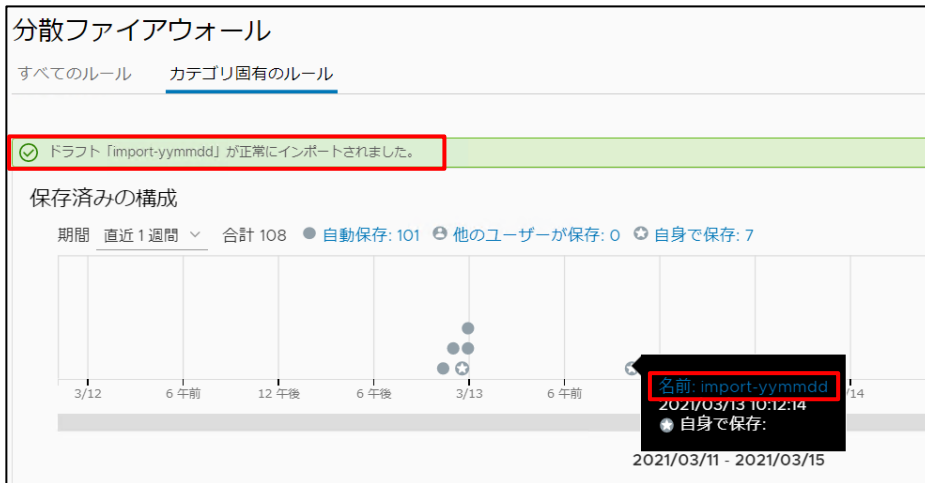 分散ファイアウォール
すべてのルール カテゴリ固有のルール
ドラフト「import-yymmdd」が正常にインポートされました。
保存済みの構成
期間 直近 1 週間 合計 108 自動保存: 101 他のユーザーが保存: 0 自身で保存: 7
3/12 6 午前 12 午後 6 午後 3/13 6 午前 /14
名前: import-yymmdd
2021/03/13 10:12:14
自身で保存:
2021/03/11 - 2021/03/15